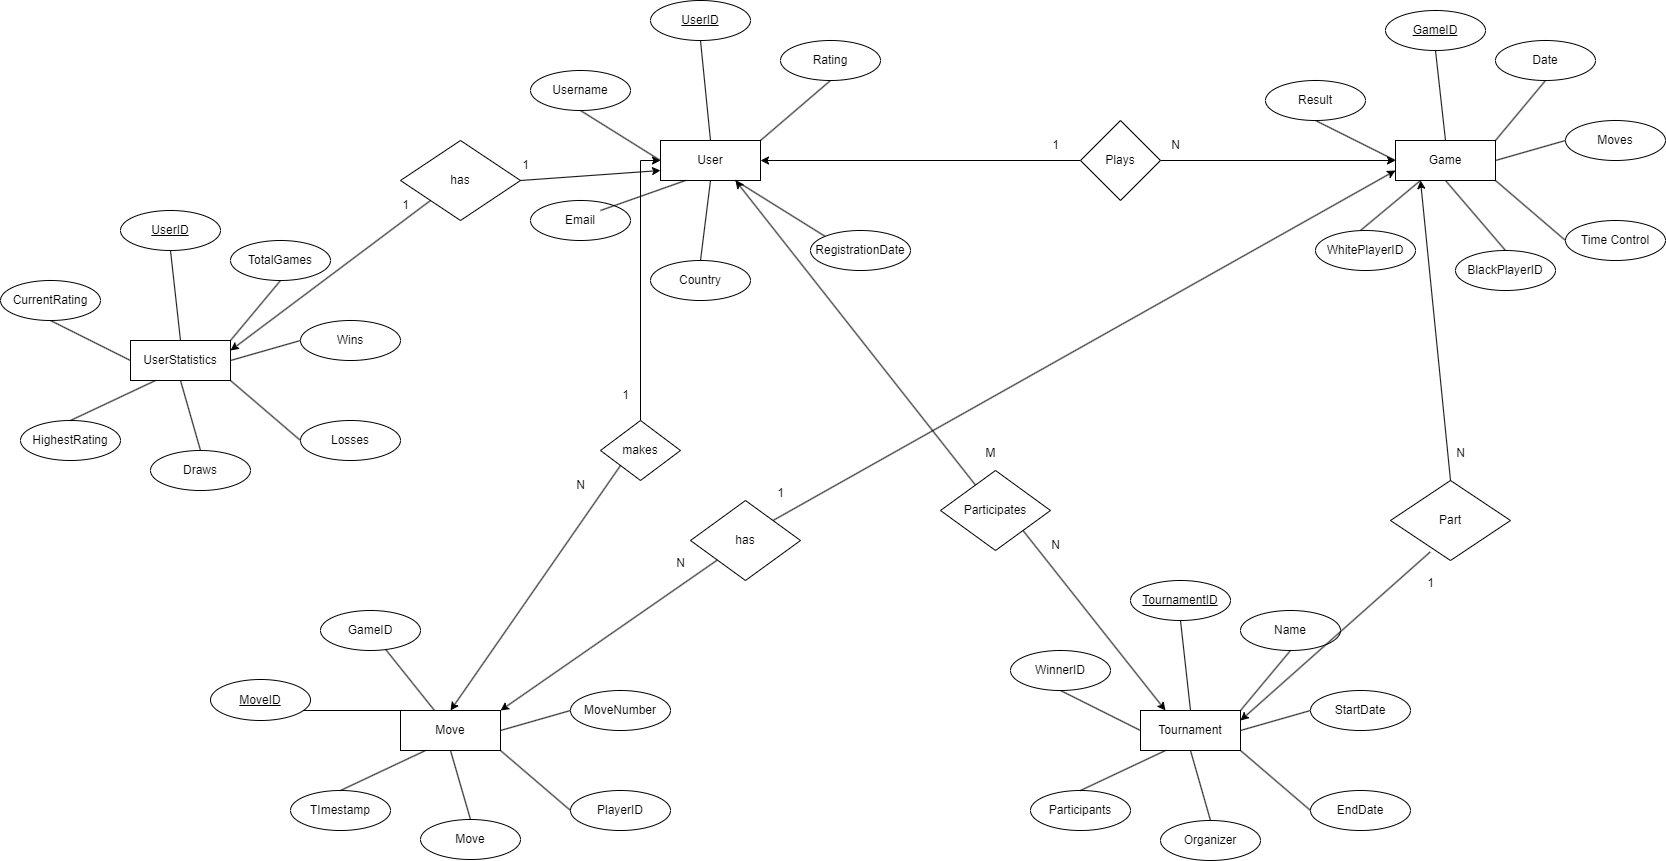 UserID
GameID
Rating
Date
Username
Result
Moves
1
N
User
Plays
Game
1
has
1
Email
UserID
RegistrationDate
WhitePlayerID
Time Control
TotalGames
BlackPlayerID
Country
CurrentRating
Wins
UserStatistics
1
HighestRating
Losses
Draws
makes
M
N
N
1
Participates
Part
has
N
N
1
TournamentID
GameID
Name
WinnerID
MoveID
MoveNumber
StartDate
Move
Tournament
TImestamp
PlayerID
Participants
EndDate
Move
Organizer